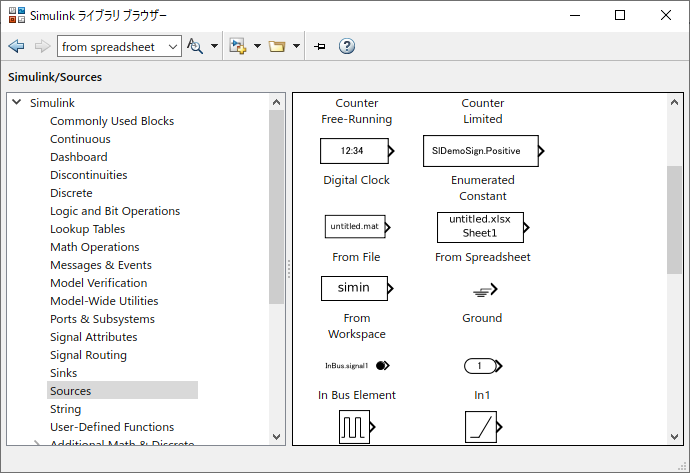 Simulink ライブラリ ブラウザー
from spreadsheet
Simulink/Sources
Simulink
Commonly Used Blocks
Continuous
Dashboard
Discontinuities
Discrete
Logic and Bit Operations
Lookup Tables
Math Operations
Messages & Events
Model Verification
Model-Wide Utilities
Ports & Subsystems
Signal Attributes
Signal Routing
Sinks
Sources
String
User-Defined Functions
Additional Math & Discrete
Counter
Free-Running
Counter
Limited
12:34
Digital Clock
SlDemoSign.Positive
Enumerated
Constant
untitled.mat
From File
untitled.xlsx
Sheet1
From Spreadsheet
simin
From
Workspace
Ground
InBus.signal1
In Bus Element
1
In1